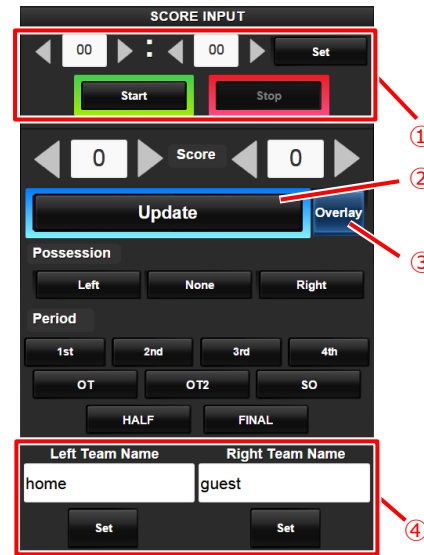 SCORE INPUT
00 : 00 Set
Start Stop
①
0 Score 0
②
Update Overlay
③
Possession
Left None Right
Period
1st 2nd 3rd 4th
OT OT2 SO
HALF FINAL
Left Team Name Right Team Name
home guest
Set Set
④